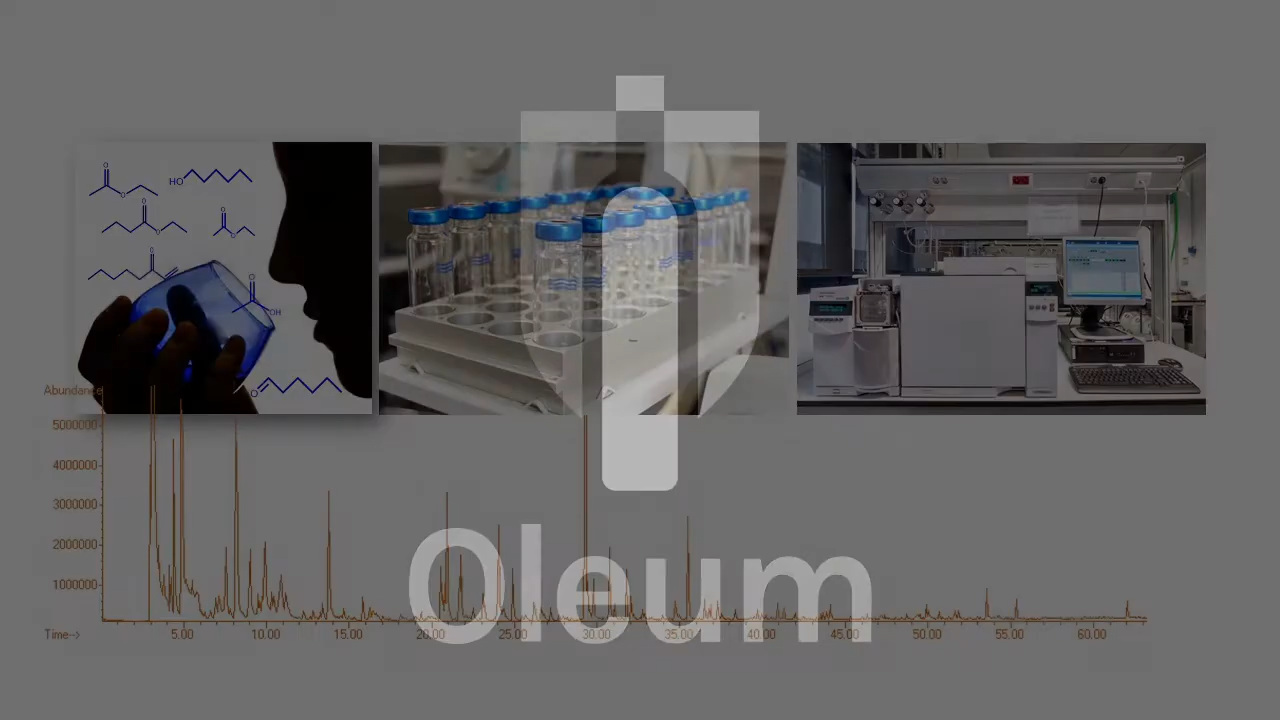 HO
O
O
O
O
O
O
O
OH
O
Abundance
5000000
4000000
3000000
2000000
1000000
Time-->
5.00 10.00 15.00 20.00 25.00 30.00 35.00 40.00 45.00 50.00 55.00 60.00
Oleum